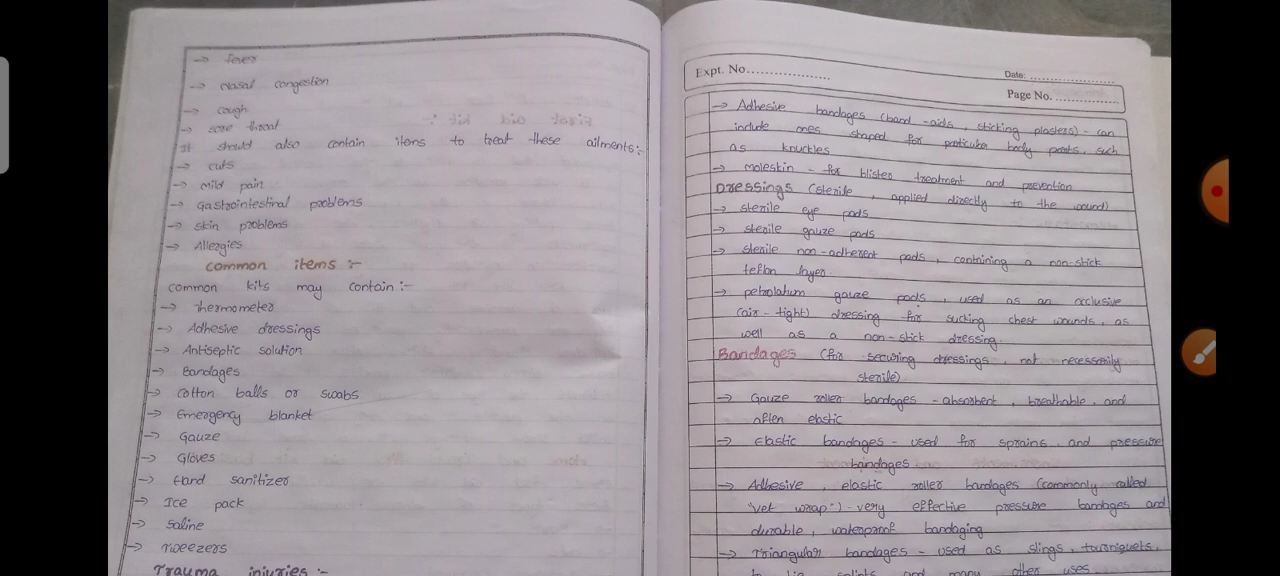 → fever
→ Nasal congestion
→ cough
→ sore throat
It should also contain items to treat these ailments:-
→ cuts
→ Mild pain
→ Gastrointestinal problems
→ skin problems
→ Allergies
common items :-
common kits may contain :-
→ Thermometer
→ Adhesive dressings
→ Antiseptic solution
→ Bandages
→ Cotton balls or swabs
→ Emergency blanket
→ Gauze
→ Gloves
→ Hand sanitizer
→ Ice pack
→ Saline
→ Tweezers
Trauma injuries :-
Expt. No..................
Date: ......................
Page No. ................
→ Adhesive bandages (band-aids, sticking plasters) - can
include ones shaped for particular body parts, such
as knuckles
→ moleskin - for blister treatment and prevention
Dressings (sterile, applied directly to the wound)
→ sterile eye pads
→ sterile gauze pads
→ sterile non-adherent pads, containing a non-stick
teflon layer.
→ petrolatum gauze pads, used as an occlusive
(air-tight) dressing for sucking chest wounds, as
well as a non-stick dressing.
Bandages (for securing dressings, not necessarily
sterile)
→ Gauze roller bandages - absorbent, breathable, and
often elastic
→ Elastic bandages - used for sprains, and pressure
bandages
→ Adhesive, elastic roller bandages (commonly called
'vet wrap') - very effective pressure bandages and
durable, waterproof bandaging
→ Triangular bandages - used as slings, tourniquets,
to tie splints and many other uses